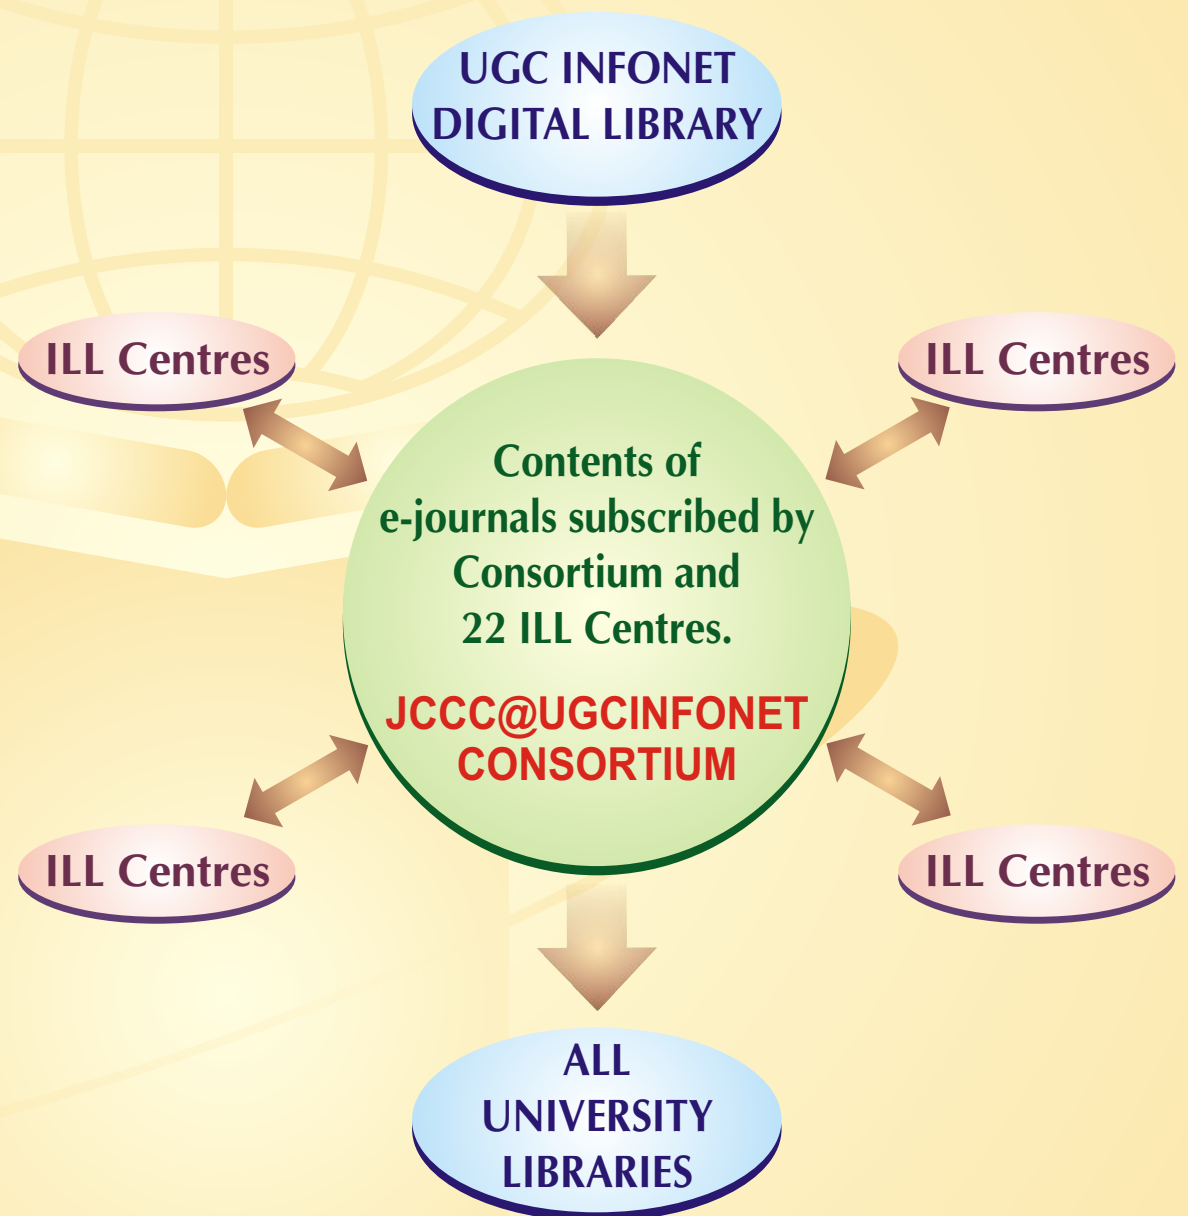 UGC INFONET
DIGITAL LIBRARY
ILL Centres
ILL Centres
Contents of
e-journals subscribed by
Consortium and
22 ILL Centres.
JCCC@UGCINFONET
CONSORTIUM
ILL Centres
ILL Centres
ALL
UNIVERSITY
LIBRARIES